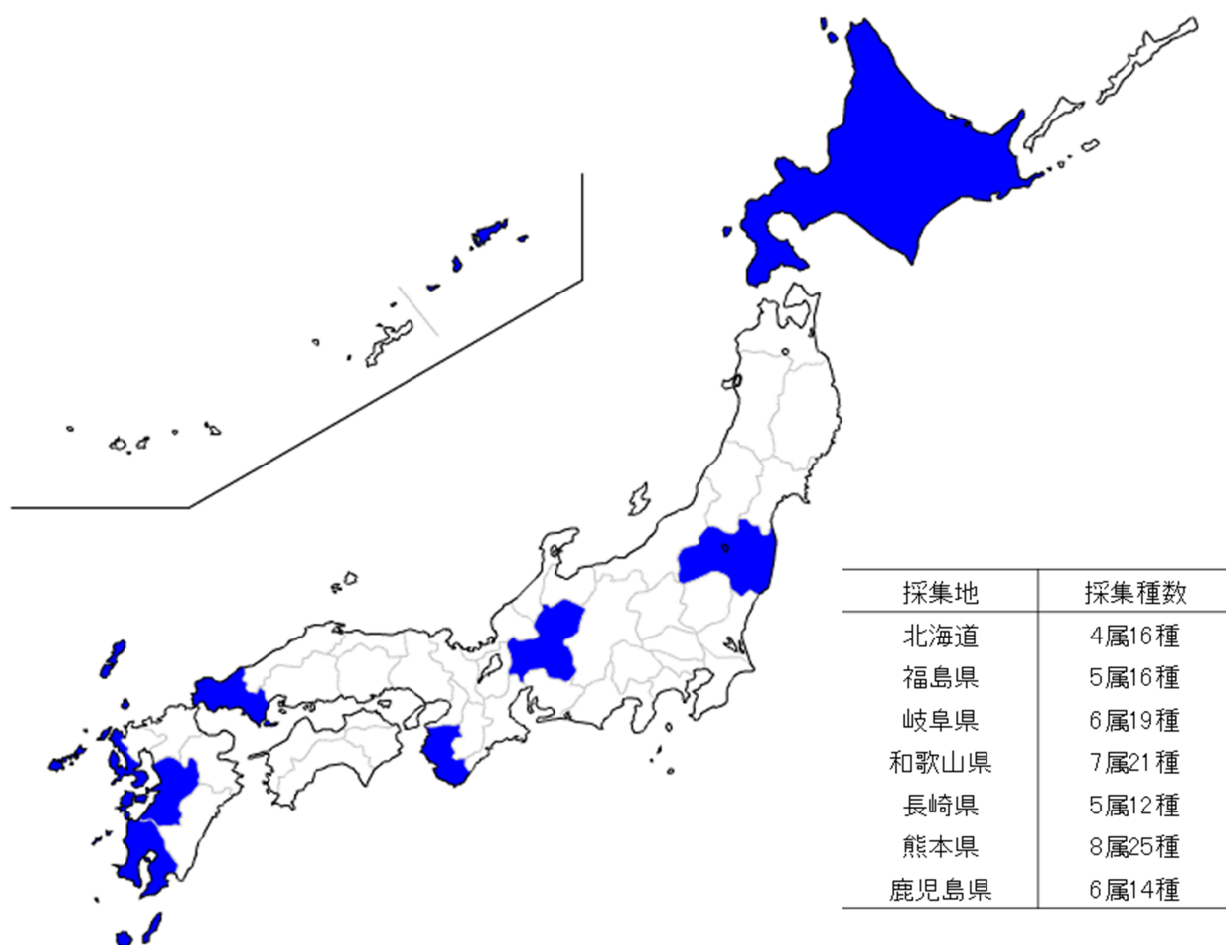 採集地 採集種数
北海道 4属16種
福島県 5属16種
岐阜県 6属19種
和歌山県 7属21種
長崎県 5属12種
熊本県 8属25種
鹿児島県 6属14種